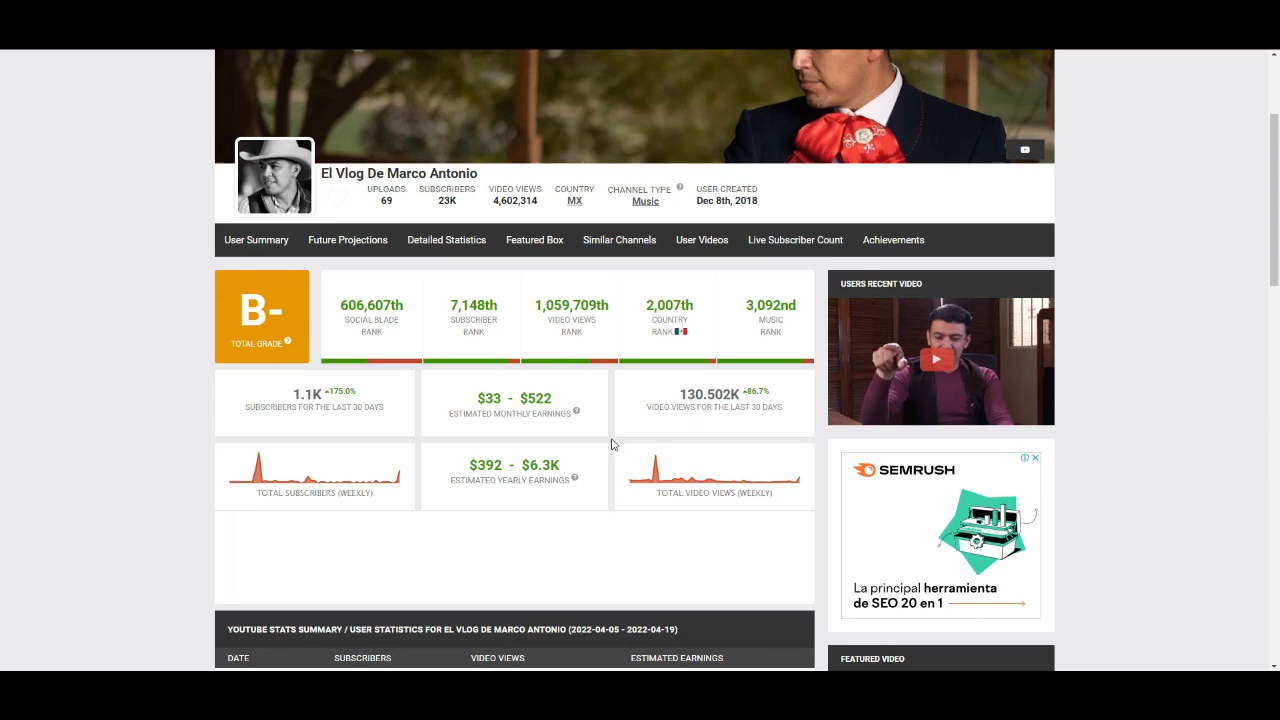 El Vlog De Marco Antonio
UPLOADS
69
SUBSCRIBERS
23K
VIDEO VIEWS
4,602,314
COUNTRY
MX
CHANNEL TYPE
Music
USER CREATED
Dec 8th, 2018
User Summary
Future Projections
Detailed Statistics
Featured Box
Similar Channels
User Videos
Live Subscriber Count
Achievements
B-
TOTAL GRADE
606,607th
SOCIAL BLADE
RANK
7,148th
SUBSCRIBER
RANK
1,059,709th
VIDEO VIEWS
RANK
2,007th
COUNTRY
RANK
3,092nd
MUSIC
RANK
USERS RECENT VIDEO
1.1K 175.0%
SUBSCRIBERS FOR THE LAST 30 DAYS
$33 - $522
ESTIMATED MONTHLY EARNINGS
130.502K 86.7%
VIDEO VIEWS FOR THE LAST 30 DAYS
TOTAL SUBSCRIBERS (WEEKLY)
$392 - $6.3K
ESTIMATED YEARLY EARNINGS
TOTAL VIDEO VIEWS (WEEKLY)
SEMRUSH
La principal herramienta
de SEO 20 en 1
YOUTUBE STATS SUMMARY / USER STATISTICS FOR EL VLOG DE MARCO ANTONIO (2022-04-05 - 2022-04-19)
DATE
SUBSCRIBERS
VIDEO VIEWS
ESTIMATED EARNINGS
FEATURED VIDEO